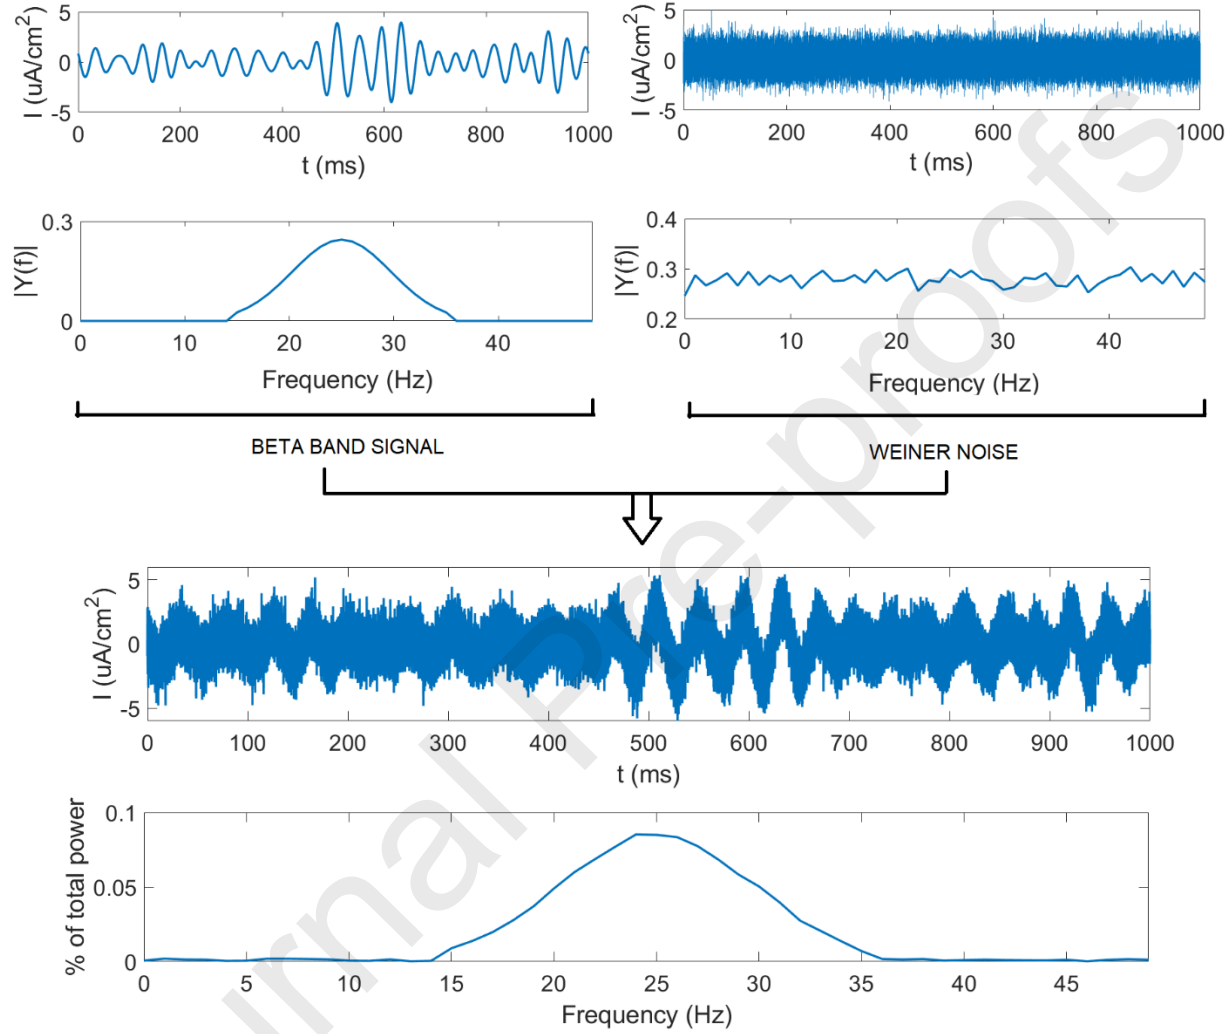 I (uA/cm²)
5
0
-5
0 200 400 600 800 1000
t (ms)
I (uA/cm²)
5
0
-5
0 200 400 600 800 1000
t (ms)
|Y(f)|
0.3
0
0 10 20 30 40
Frequency (Hz)
|Y(f)|
0.4
0.3
0.2
0 10 20 30 40
Frequency (Hz)
BETA BAND SIGNAL
WEINER NOISE
I (uA/cm²)
5
0
-5
0 100 200 300 400 500 600 700 800 900 1000
t (ms)
% of total power
0.1
0.05
0
0 5 10 15 20 25 30 35 40 45
Frequency (Hz)
urnal Pre-proofs